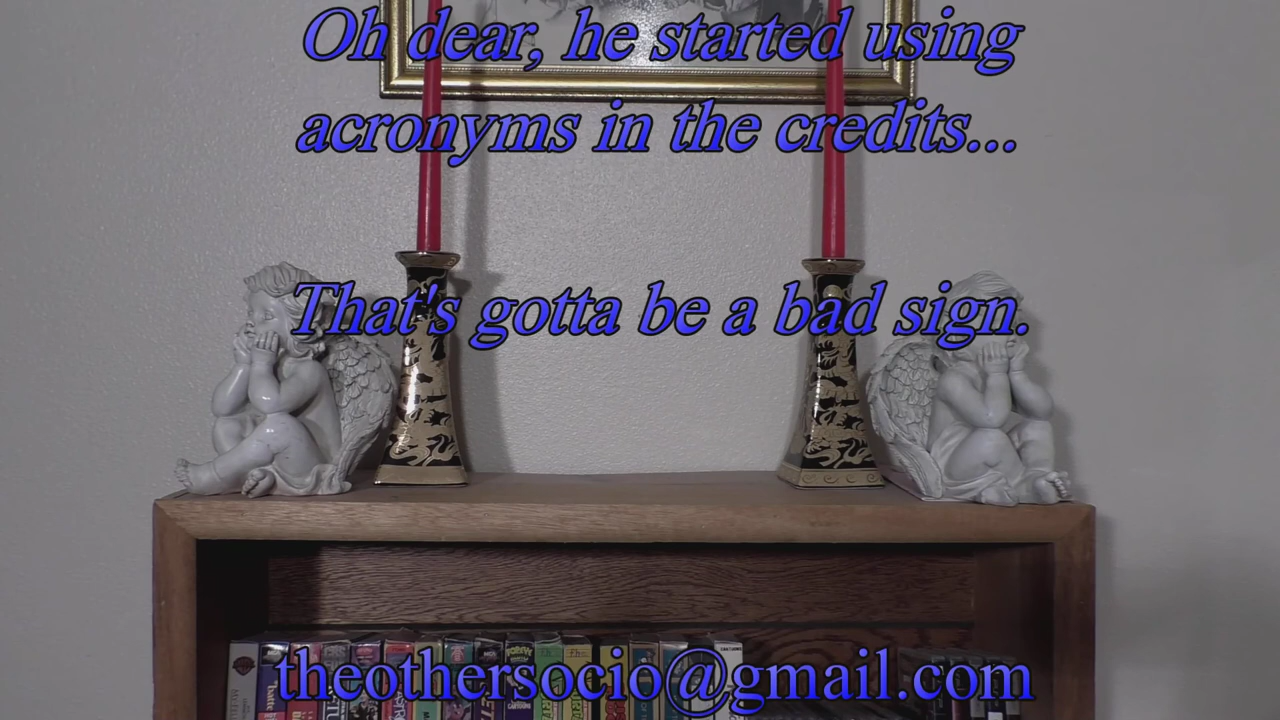 Oh dear, he started using
acronyms in the credits...
That's gotta be a bad sign.
theothersocio@gmail.com